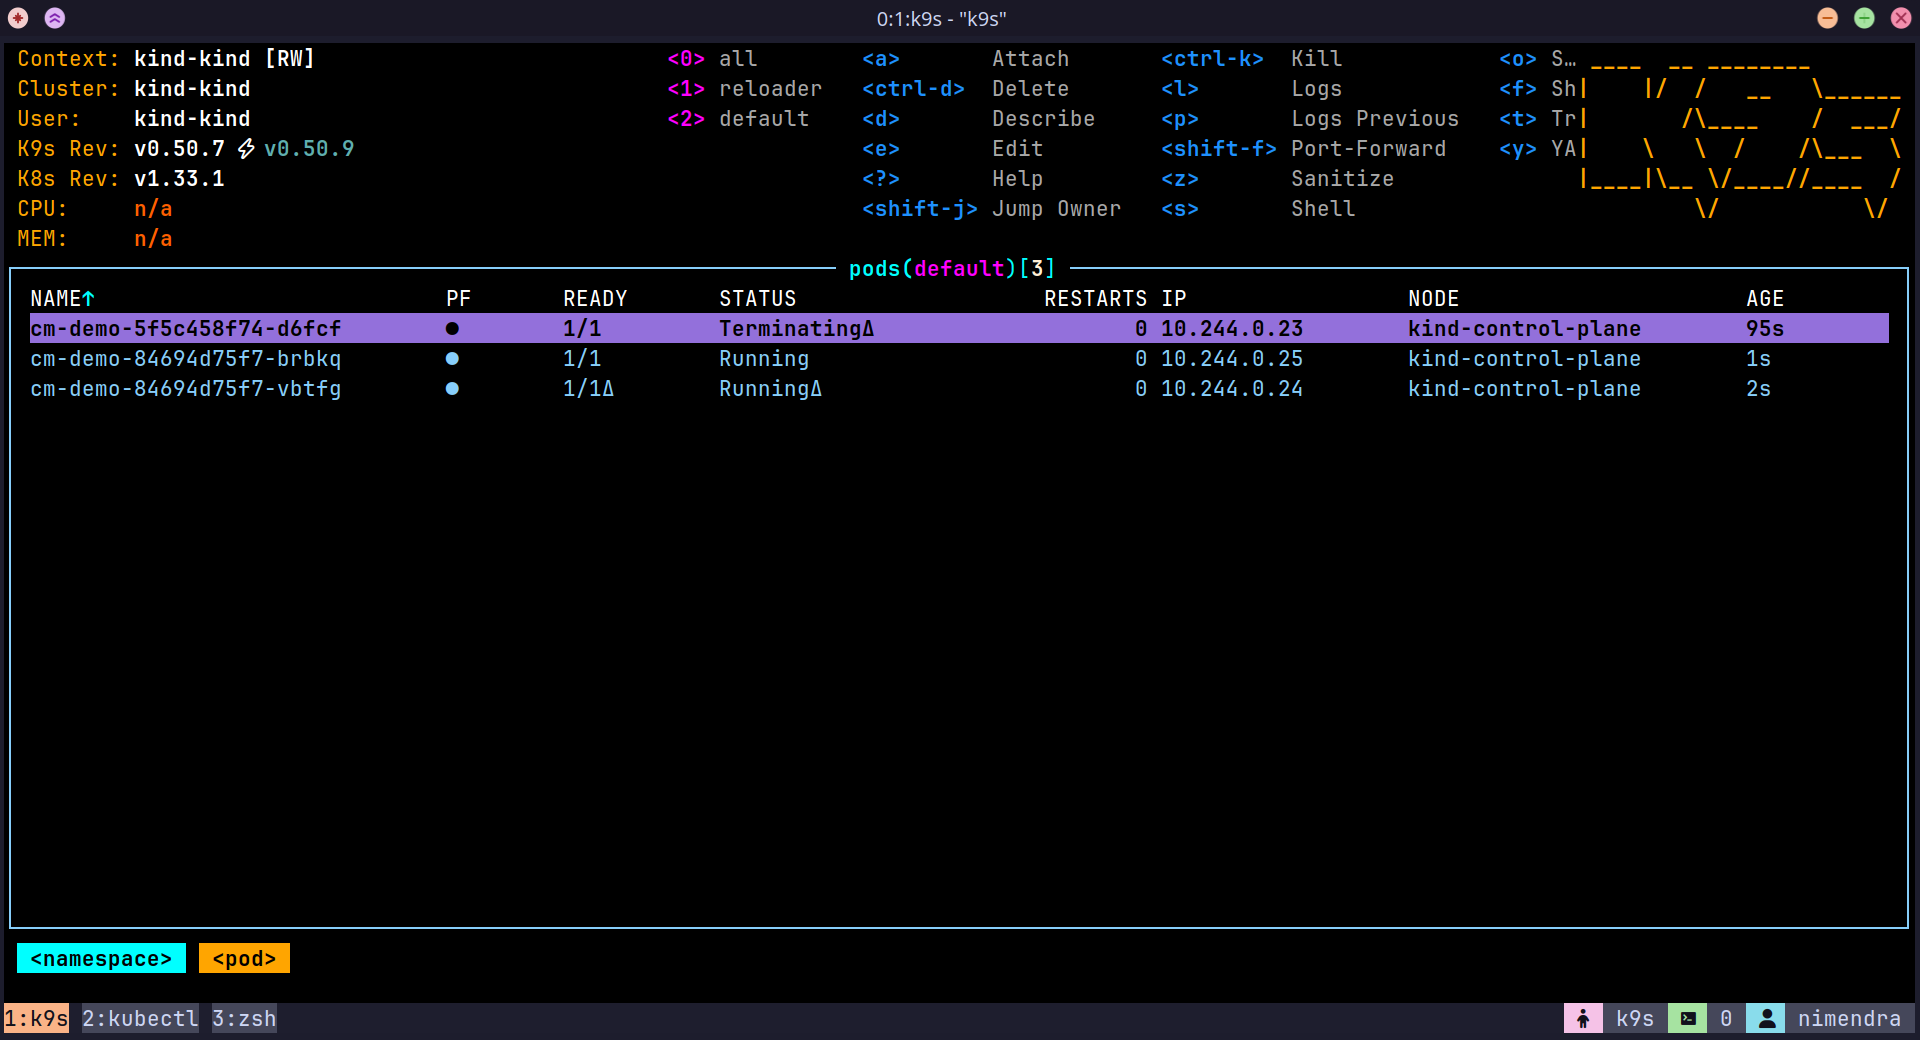 0:1:k9s - "k9s"
Context: kind-kind [RW] <0> all <a> Attach <ctrl-k> Kill <o> S…
Cluster: kind-kind <1> reloader <ctrl-d> Delete <l> Logs <f> Sh
User: kind-kind <2> default <d> Describe <p> Logs Previous <t> Tr
K9s Rev: v0.50.7 ⚡ v0.50.9 <e> Edit <shift-f> Port-Forward <y> YA
K8s Rev: v1.33.1 <?> Help <z> Sanitize
CPU: n/a <shift-j> Jump Owner <s> Shell
MEM: n/a
pods(default)[3]
NAME↑ PF READY STATUS RESTARTS IP NODE AGE
cm-demo-5f5c458f74-d6fcf ● 1/1 TerminatingΔ 0 10.244.0.23 kind-control-plane 95s
cm-demo-84694d75f7-brbkq ● 1/1 Running 0 10.244.0.25 kind-control-plane 1s
cm-demo-84694d75f7-vbtfg ● 1/1Δ RunningΔ 0 10.244.0.24 kind-control-plane 2s
<namespace> <pod>
1:k9s 2:kubectl 3:zsh k9s 0 nimendra